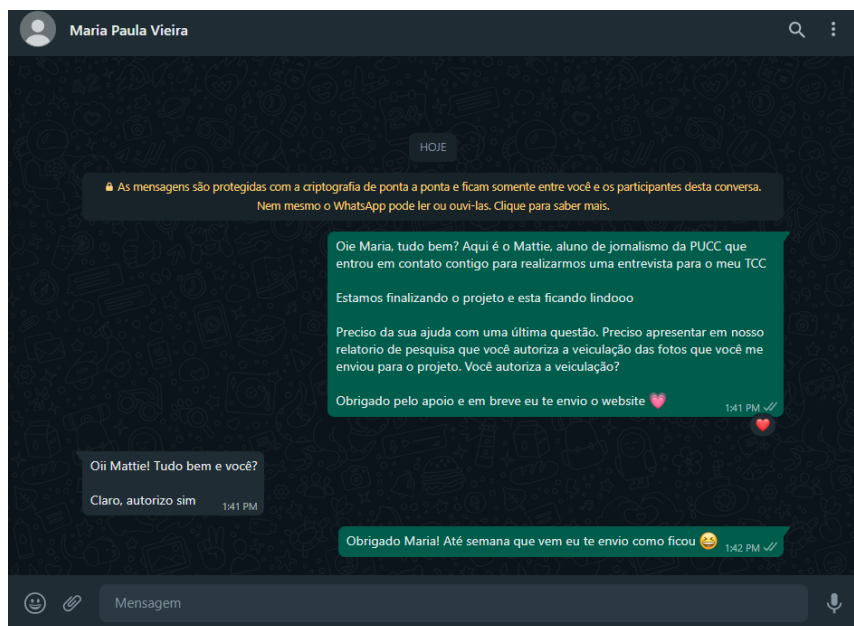 Maria Paula Vieira
HOJE
As mensagens são protegidas com a criptografia de ponta a ponta e ficam somente entre você e os participantes desta conversa.
Nem mesmo o WhatsApp pode ler ou ouvi-las. Clique para saber mais.
Oie Maria, tudo bem? Aqui é o Mattie, aluno de jornalismo da PUCC que
entrou em contato contigo para realizarmos uma entrevista para o meu TCC
Estamos finalizando o projeto e esta ficando lindooo
Preciso da sua ajuda com uma última questão. Preciso apresentar em nosso
relatorio de pesquisa que você autoriza a veiculação das fotos que você me
enviou para o projeto. Você autoriza a veiculação?
Obrigado pelo apoio e em breve eu te envio o website 💗
1:41 PM
Oii Mattie! Tudo bem e você?
Claro, autorizo sim
1:41 PM
Obrigado Maria! Até semana que vem eu te envio como ficou 😆
1:42 PM
Mensagem